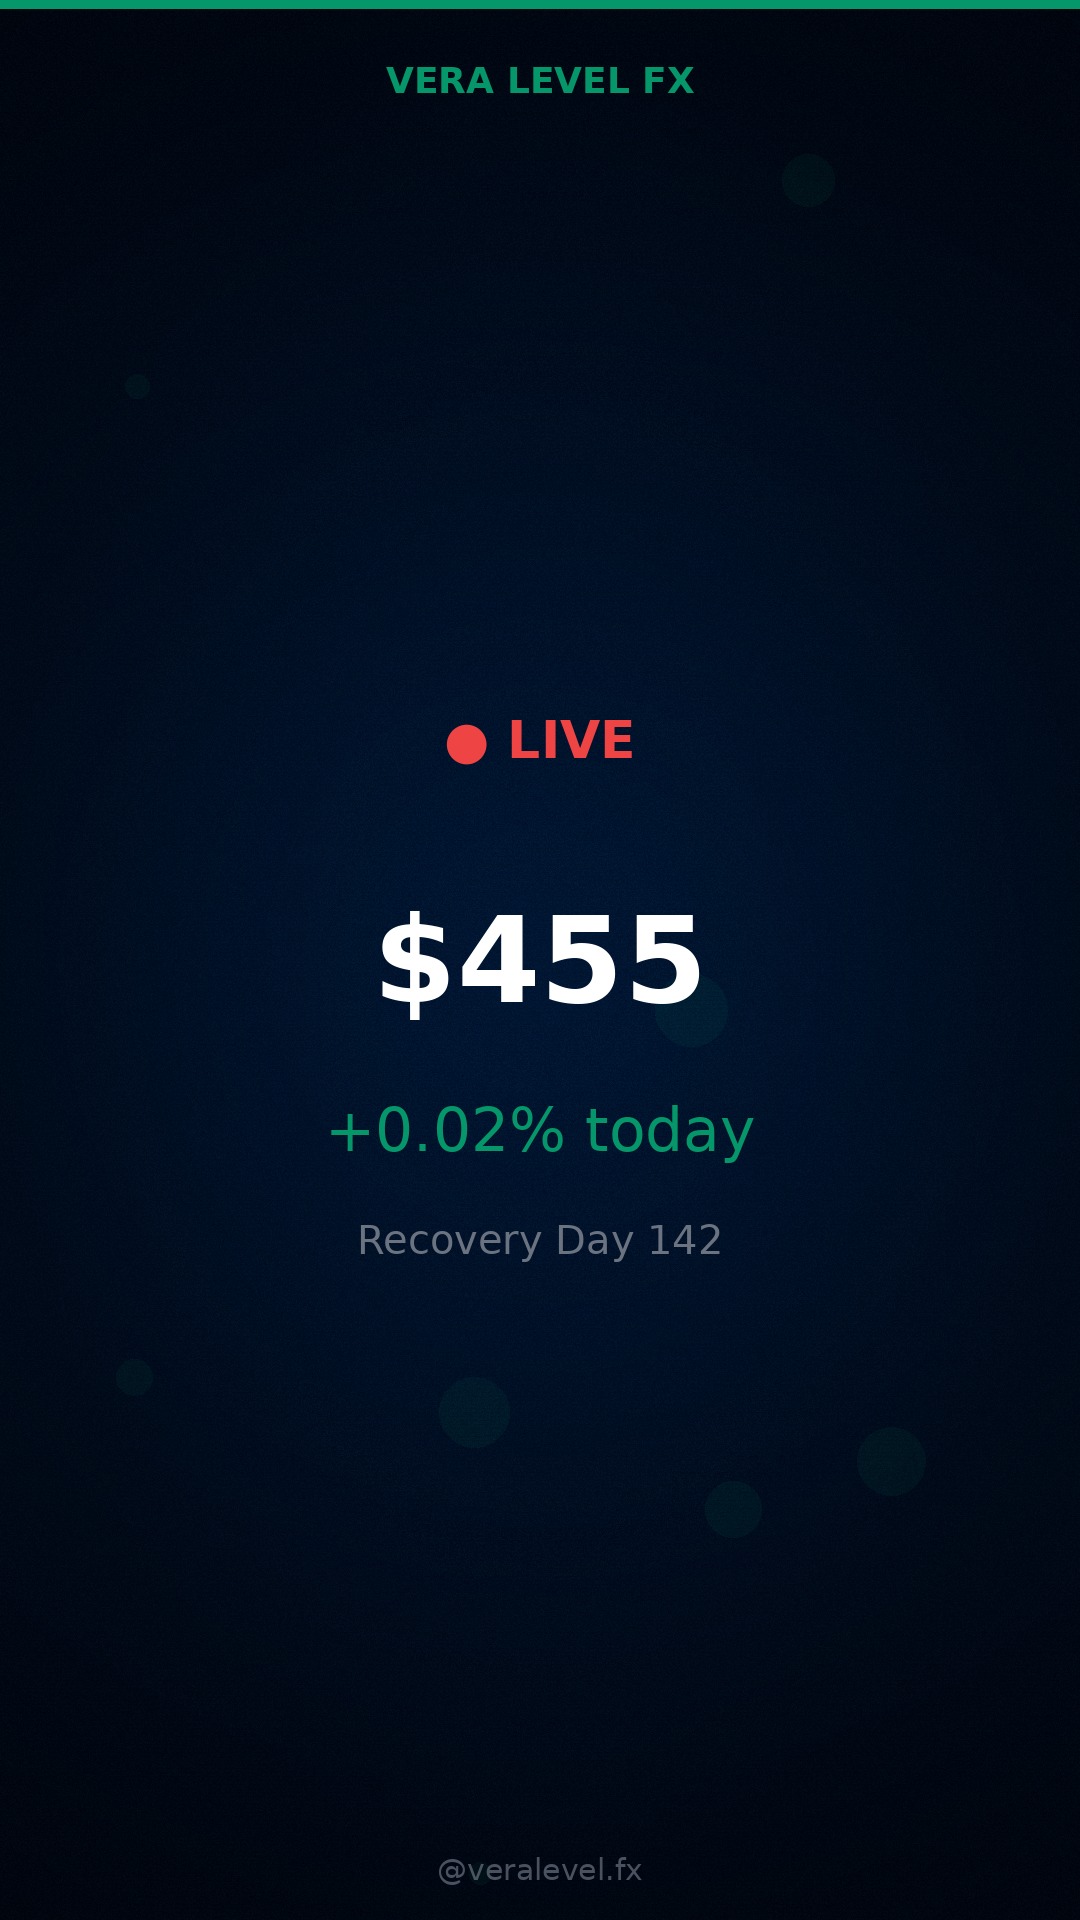 VERA LEVEL FX
● LIVE
$455
+0.02% today
Recovery Day 142
@veralevel.fx